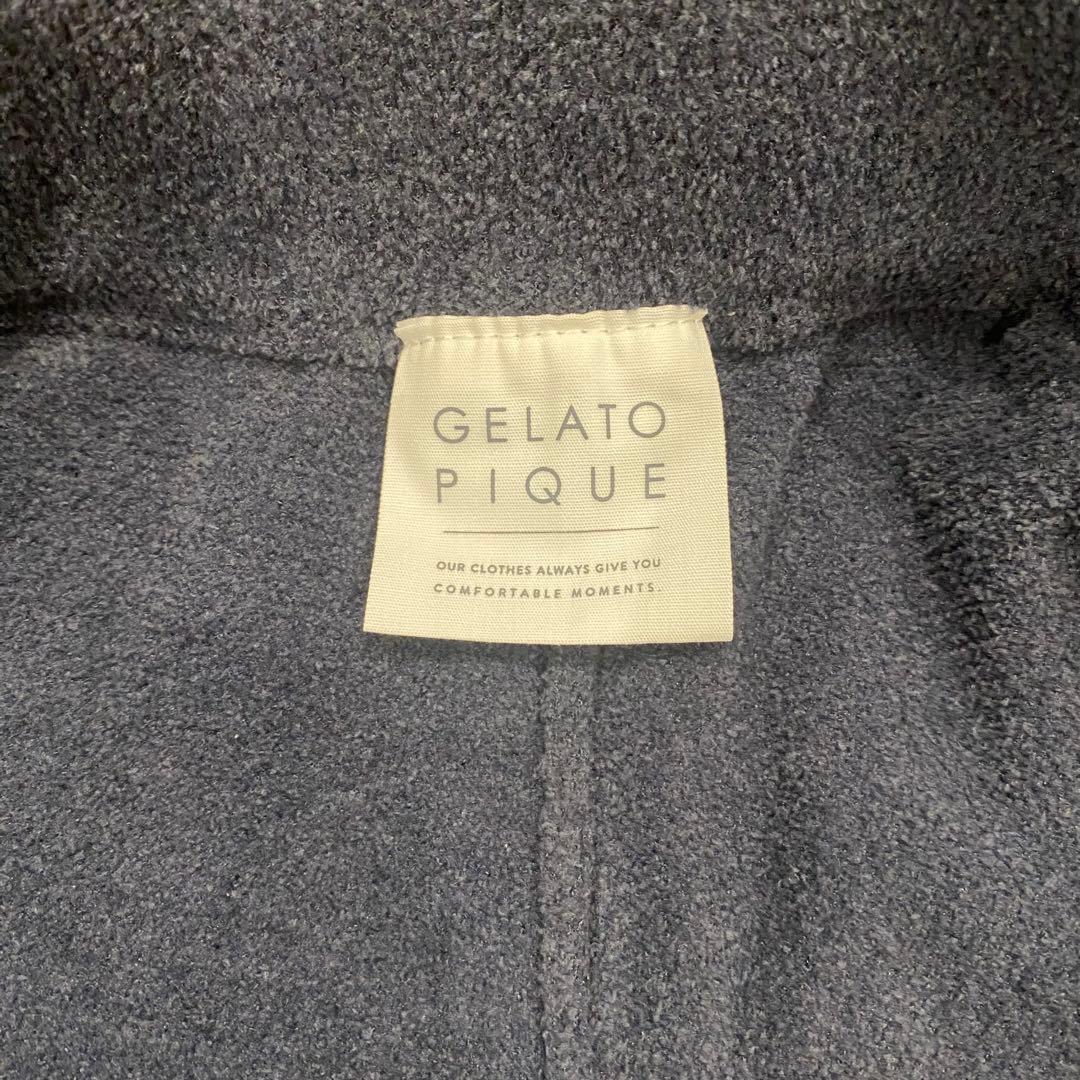 GELATO
PIQUE
OUR CLOTHES ALWAYS GIVE YOU
COMFORTABLE MOMENTS.